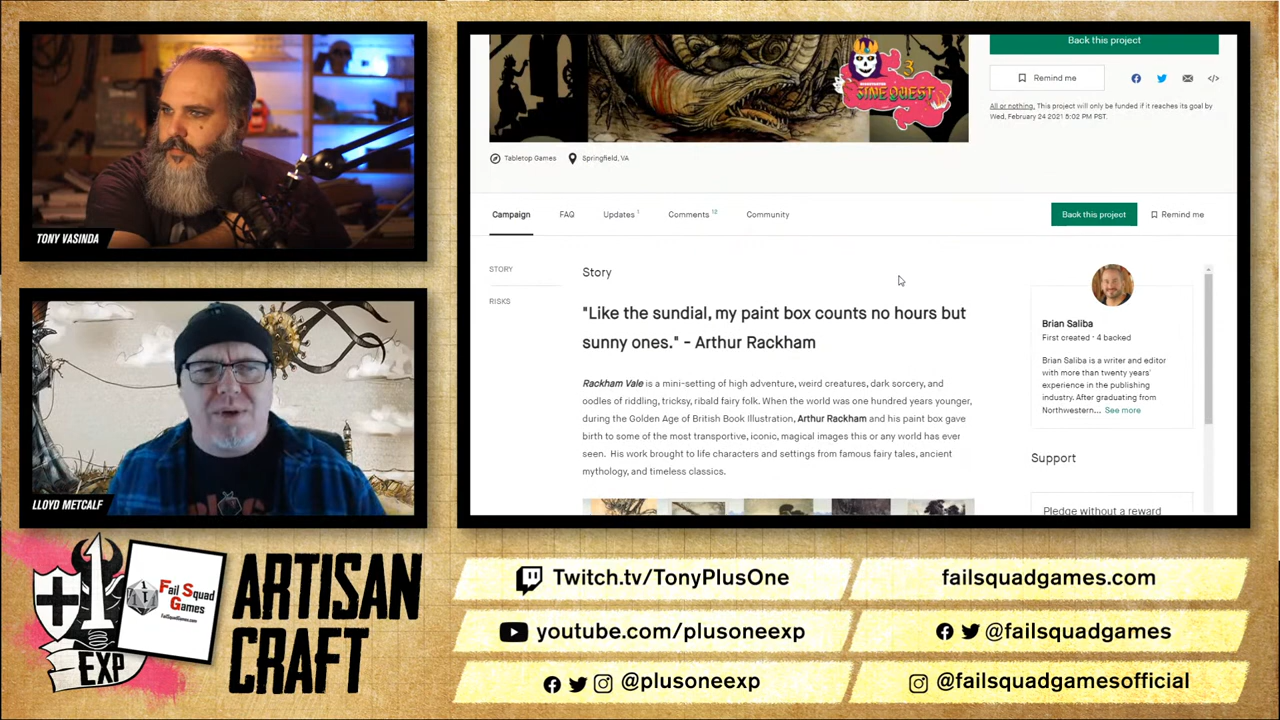 TONY VASINDA
LLOYD METCALF
3
ZINE QUEST
Back this project
Remind me
All or nothing. This project will only be funded if it reaches its goal by
Wed, February 24 2021 5:02 PM PST.
Tabletop Games
Springfield, VA
Campaign
FAQ
Updates 1
Comments 12
Community
Back this project
Remind me
STORY
RISKS
Story
"Like the sundial, my paint box counts no hours but
sunny ones." - Arthur Rackham
Rackham Vale is a mini-setting of high adventure, weird creatures, dark sorcery, and
oodles of riddling, tricksy, ribald fairy folk. When the world was one hundred years younger,
during the Golden Age of British Book Illustration, Arthur Rackham and his paint box gave
birth to some of the most transportive, iconic, magical images this or any world has ever
seen. His work brought to life characters and settings from famous fairy tales, ancient
mythology, and timeless classics.
Brian Saliba
First created · 4 backed
Brian Saliba is a writer and editor
with more than twenty years'
experience in the publishing
industry. After graduating from
Northwestern... See more
Support
Pledge without a reward
+1
EXP
Fail Squad
Games
FailSquadGames.com
ARTISAN
CRAFT
Twitch.tv/TonyPlusOne
youtube.com/plusoneexp
@plusoneexp
failsquadgames.com
@failsquadgames
@failsquadgamesofficial